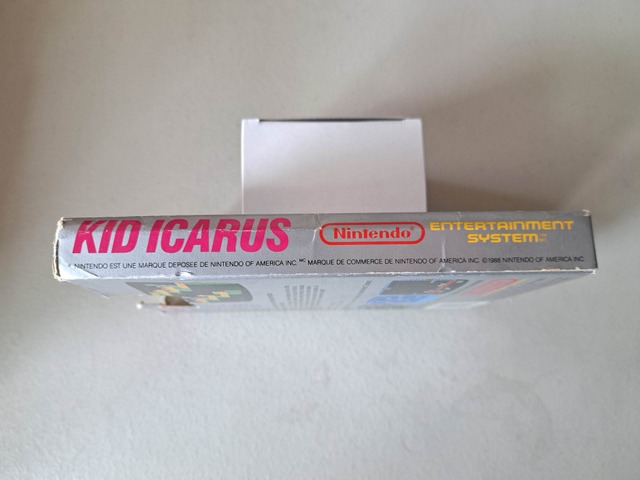 KID ICARUS
Nintendo
ENTERTAINMENT
SYSTEM
NINTENDO EST UNE MARQUE DEPOSEE DE NINTENDO OF AMERICA INC. MC MARQUE DE COMMERCE DE NINTENDO OF AMERICA INC. ©1988 NINTENDO OF AMERICA INC.